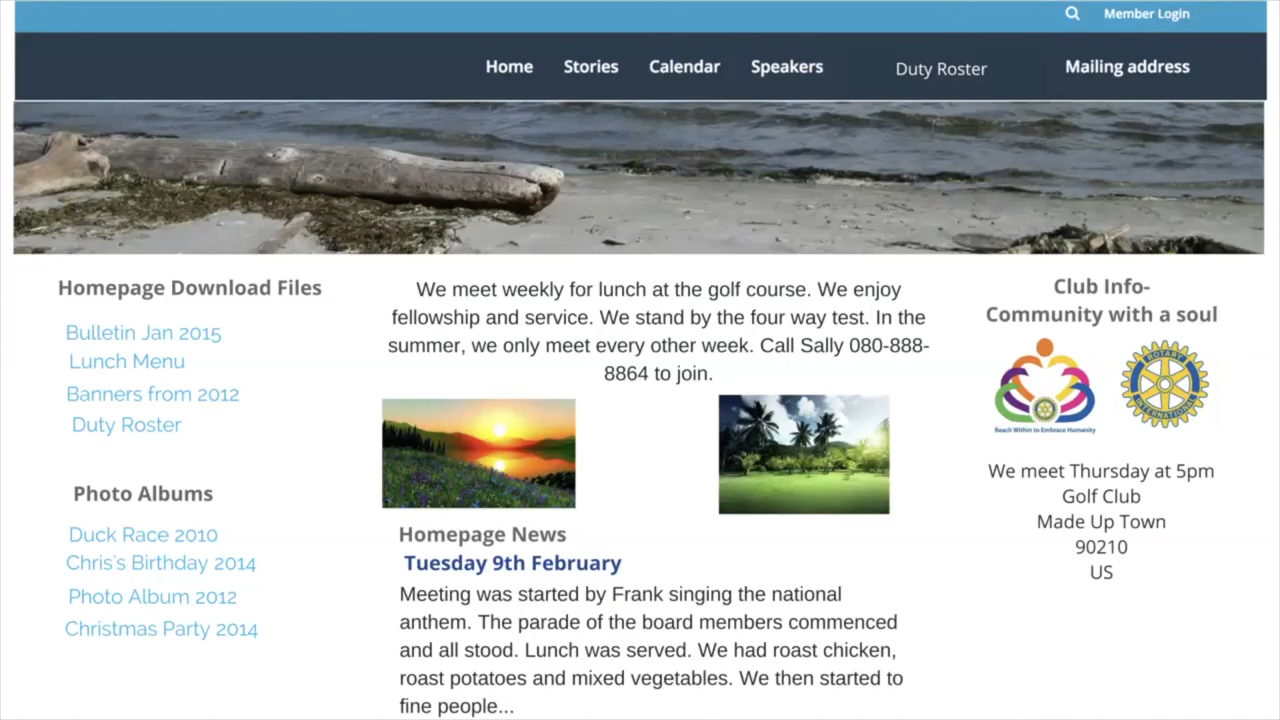 Member Login
Home Stories Calendar Speakers Duty Roster Mailing address
Homepage Download Files
Bulletin Jan 2015
Lunch Menu
Banners from 2012
Duty Roster
Photo Albums
Duck Race 2010
Chris's Birthday 2014
Photo Album 2012
Christmas Party 2014
We meet weekly for lunch at the golf course. We enjoy
fellowship and service. We stand by the four way test. In the
summer, we only meet every other week. Call Sally 080-888-
8864 to join.
Homepage News
Tuesday 9th February
Meeting was started by Frank singing the national
anthem. The parade of the board members commenced
and all stood. Lunch was served. We had roast chicken,
roast potatoes and mixed vegetables. We then started to
fine people...
Club Info-
Community with a soul
Reach Within to Embrace Humanity
ROTARY
INTERNATIONAL
We meet Thursday at 5pm
Golf Club
Made Up Town
90210
US